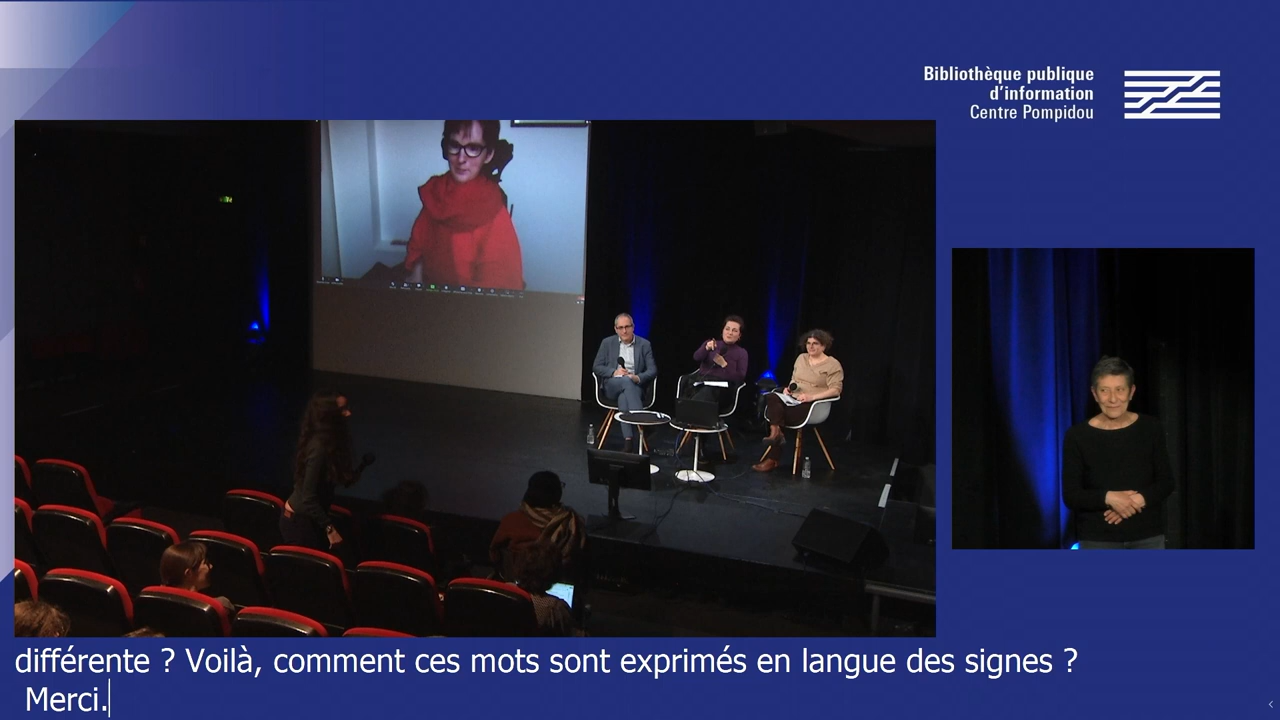 Bibliothèque publique
d'information
Centre Pompidou
différente ? Voilà, comment ces mots sont exprimés en langue des signes ?
Merci.